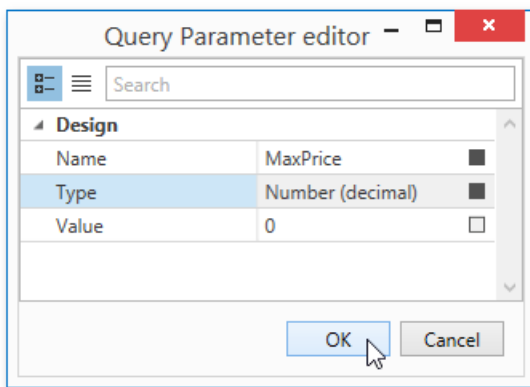 Query Parameter editor
Search
Design
Name MaxPrice
Type Number (decimal)
Value 0
OK Cancel